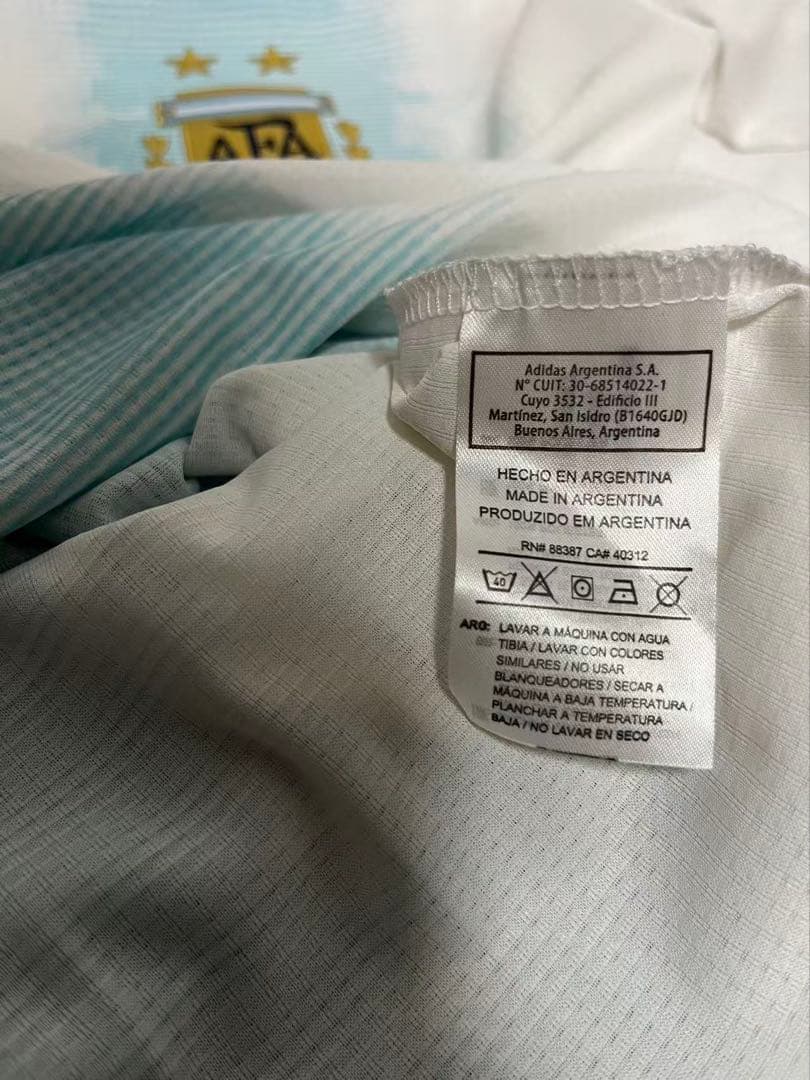 AFA
Adidas Argentina S.A.
N° CUIT: 30-68514022-1
Cuyo 3532 - Edificio III
Martínez, San Isidro (B1640GJD)
Buenos Aires, Argentina
HECHO EN ARGENTINA
MADE IN ARGENTINA
PRODUZIDO EM ARGENTINA
RN# 88387 CA# 40312
40
ARG: LAVAR A MÁQUINA CON AGUA
TIBIA / LAVAR CON COLORES
SIMILARES / NO USAR
BLANQUEADORES / SECAR A
MÁQUINA A BAJA TEMPERATURA /
PLANCHAR A TEMPERATURA
BAJA / NO LAVAR EN SECO